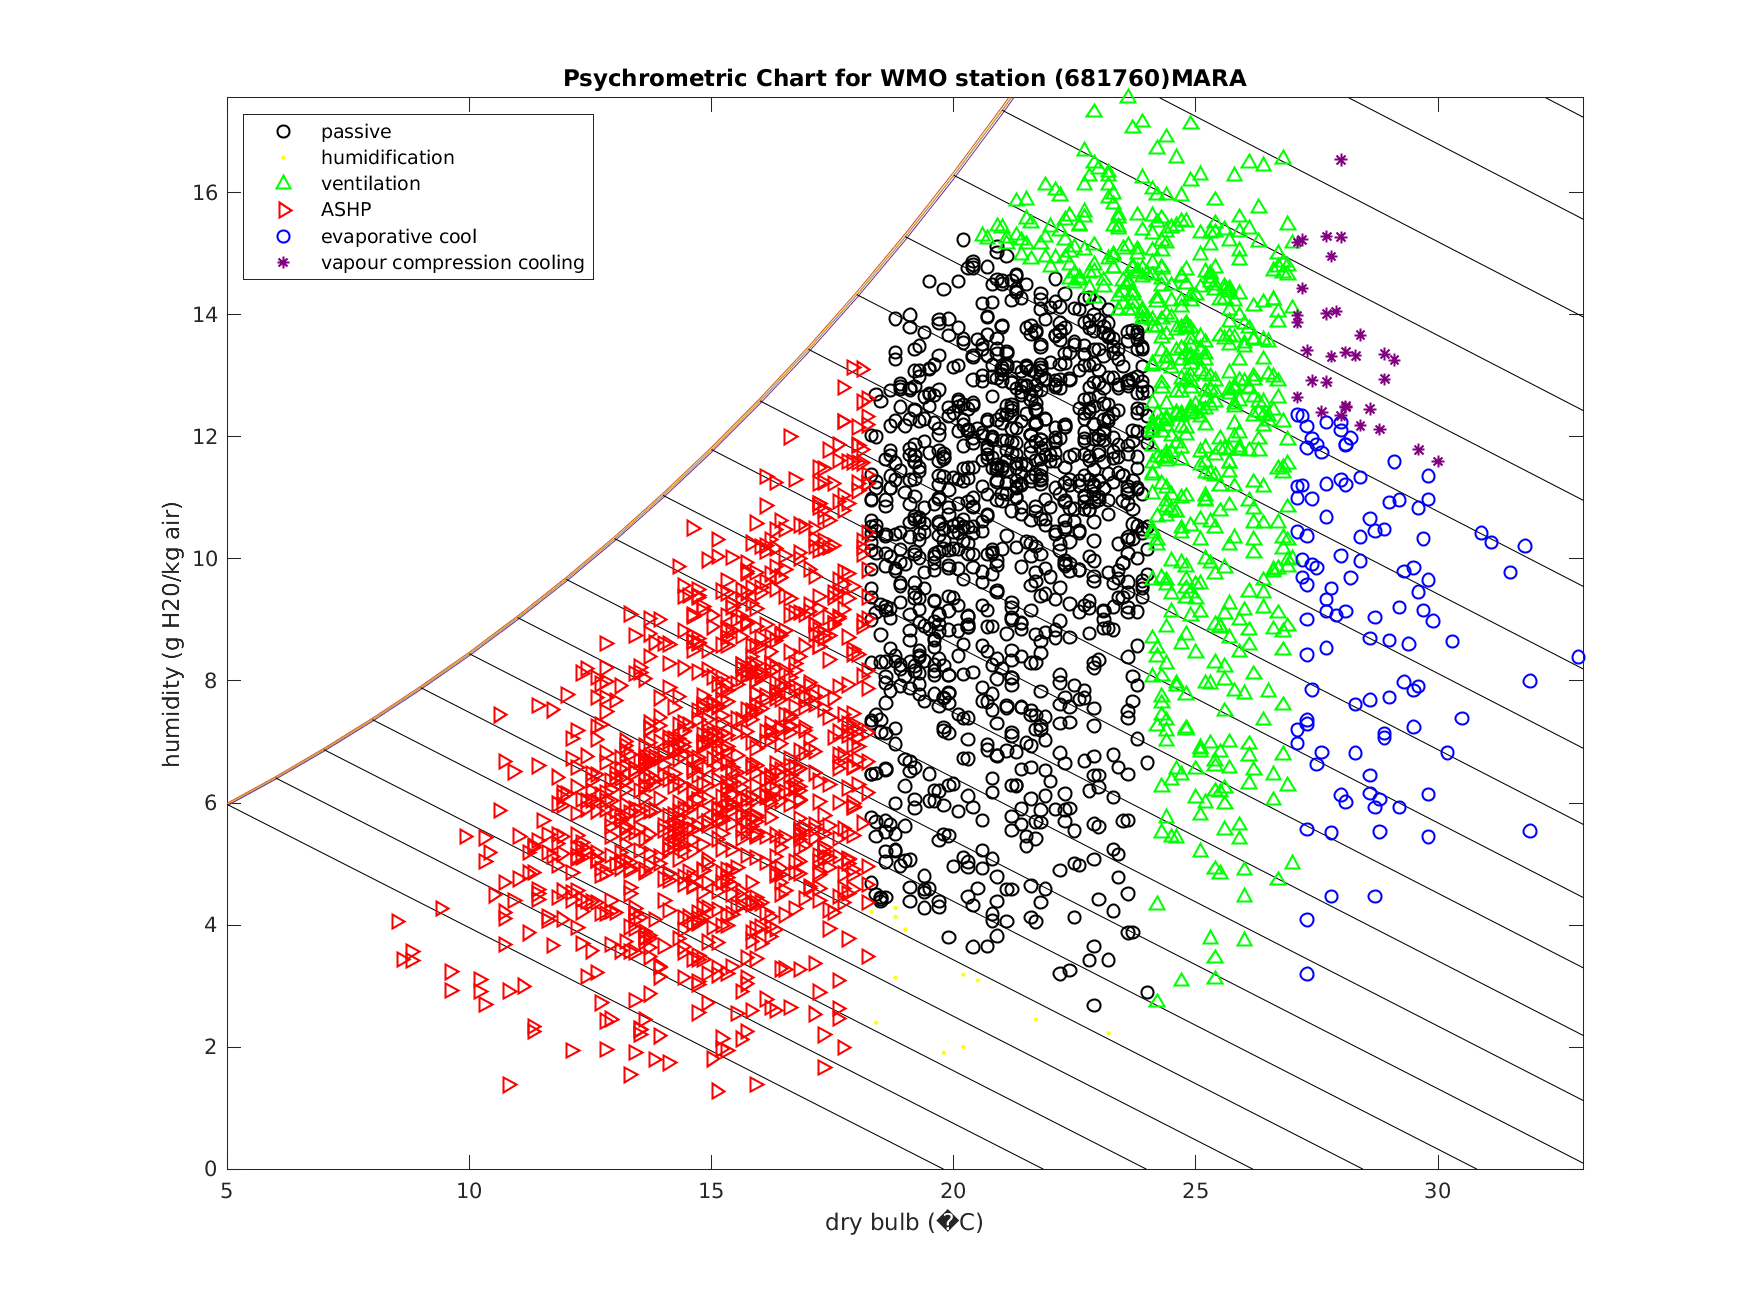 Psychrometric Chart for WMO station (681760)MARA
passive
humidification
ventilation
ASHP
evaporative cool
vapour compression cooling
humidity (g H20/kg air)
16
14
12
10
8
6
4
2
0
5 10 15 20 25 30
dry bulb (�C)